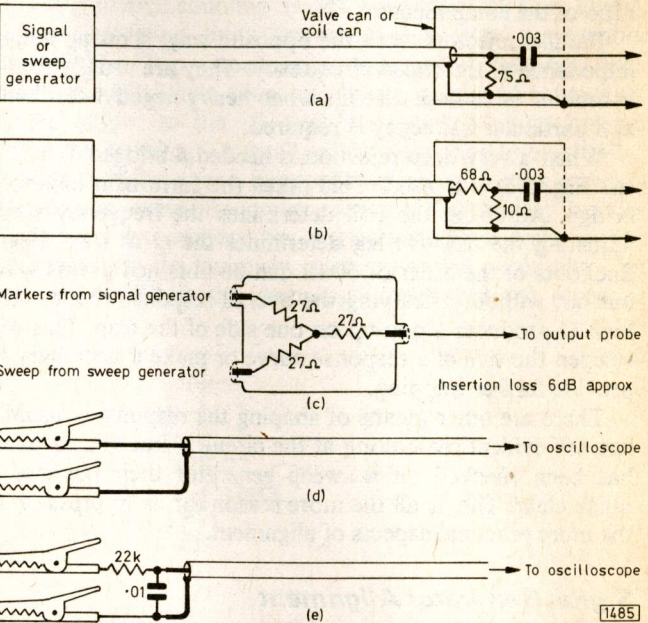 Signal
or
sweep
generator
Valve can or
coil can
·003
75Ω
(a)
68Ω
·003
10Ω
(b)
Markers from signal generator
27Ω
27Ω
27Ω
To output probe
Sweep from sweep generator
Insertion loss 6dB approx
(c)
To oscilloscope
(d)
22k
·01
To oscilloscope
(e)
1485